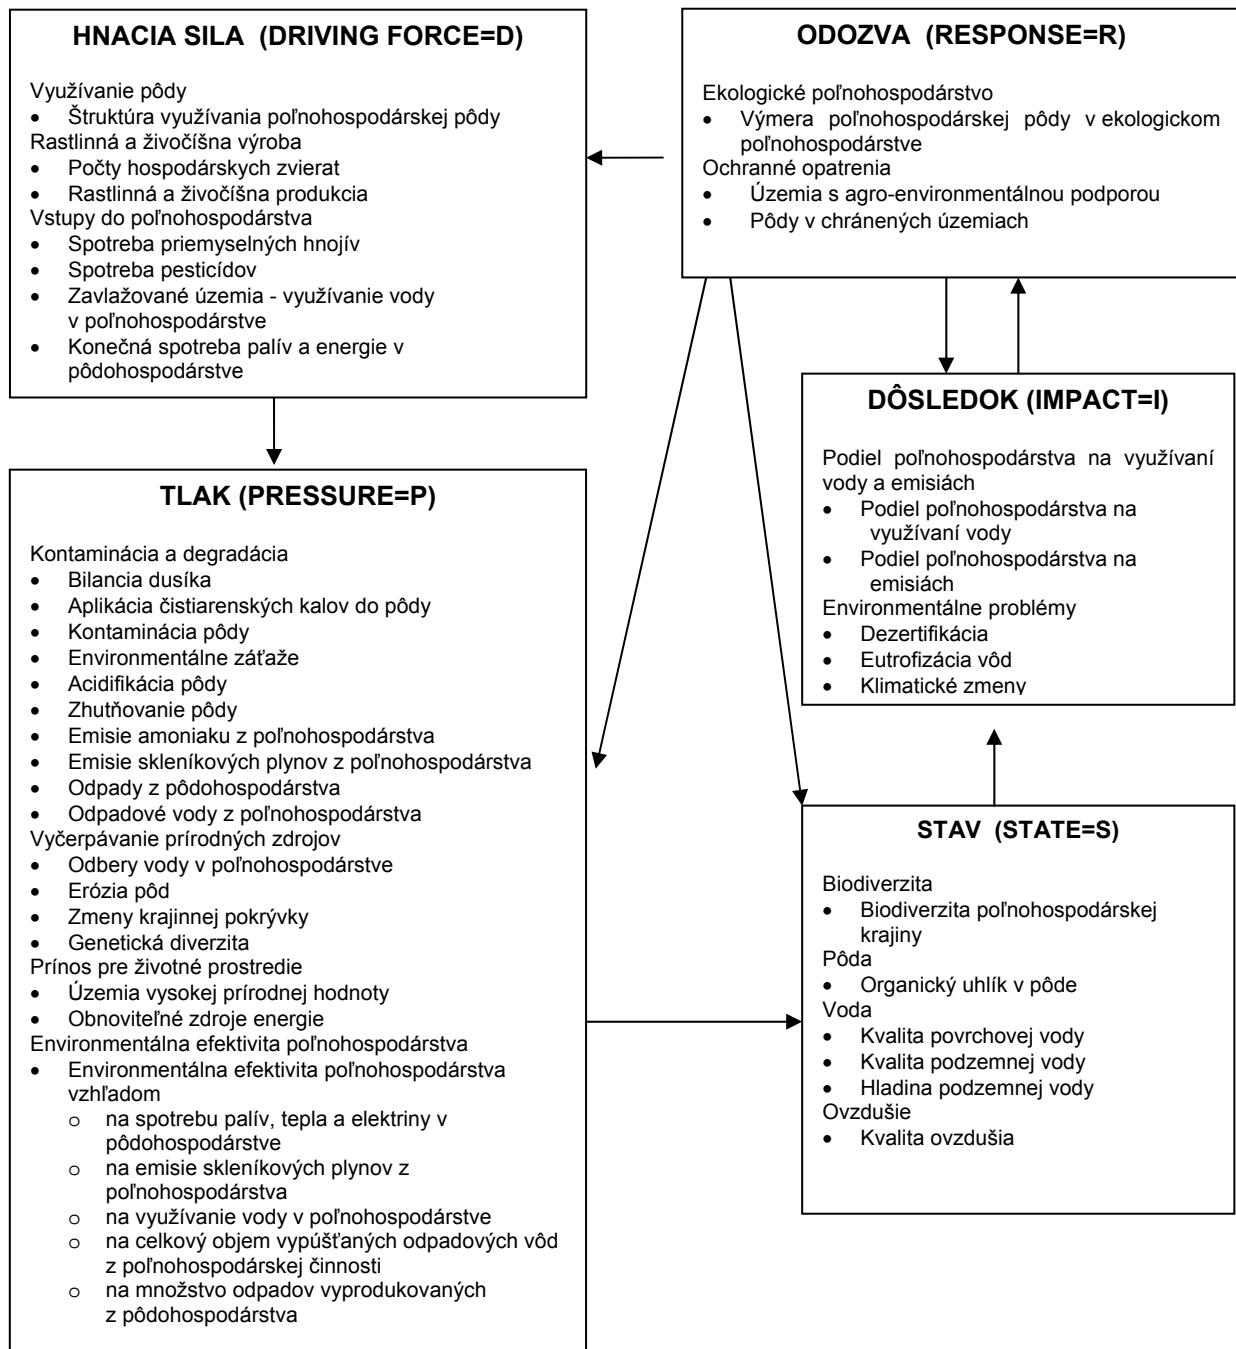 HNACIA SILA (DRIVING FORCE=D)
Využívanie pôdy
• Štruktúra využívania poľnohospodárskej pôdy
Rastlinná a živočíšna výroba
• Počty hospodárskych zvierat
• Rastlinná a živočíšna produkcia
Vstupy do poľnohospodárstva
• Spotreba priemyselných hnojív
• Spotreba pesticídov
• Zavlažované územia - využívanie vody
v poľnohospodárstve
• Konečná spotreba palív a energie v
pôdohospodárstve
ODOZVA (RESPONSE=R)
Ekologické poľnohospodárstvo
• Výmera poľnohospodárskej pôdy v ekologickom
poľnohospodárstve
Ochranné opatrenia
• Územia s agro-environmentálnou podporou
• Pôdy v chránených územiach
TLAK (PRESSURE=P)
Kontaminácia a degradácia
• Bilancia dusíka
• Aplikácia čistiarenských kalov do pôdy
• Kontaminácia pôdy
• Environmentálne záťaže
• Acidifikácia pôdy
• Zhutňovanie pôdy
• Emisie amoniaku z poľnohospodárstva
• Emisie skleníkových plynov z poľnohospodárstva
• Odpady z pôdohospodárstva
• Odpadové vody z poľnohospodárstva
Vyčerpávanie prírodných zdrojov
• Odbery vody v poľnohospodárstve
• Erózia pôd
• Zmeny krajinnej pokrývky
• Genetická diverzita
Prínos pre životné prostredie
• Územia vysokej prírodnej hodnoty
• Obnoviteľné zdroje energie
Environmentálna efektivita poľnohospodárstva
• Environmentálna efektivita poľnohospodárstva
vzhľadom
o na spotrebu palív, tepla a elektriny v
pôdohospodárstve
o na emisie skleníkových plynov z
poľnohospodárstva
o na využívanie vody v poľnohospodárstve
o na celkový objem vypúšťaných odpadových vôd
z poľnohospodárskej činnosti
o na množstvo odpadov vyprodukovaných
z pôdohospodárstva
DÔSLEDOK (IMPACT=I)
Podiel poľnohospodárstva na využívaní
vody a emisiách
• Podiel poľnohospodárstva na
využívaní vody
• Podiel poľnohospodárstva na
emisiách
Environmentálne problémy
• Dezertifikácia
• Eutrofizácia vôd
• Klimatické zmeny
STAV (STATE=S)
Biodiverzita
• Biodiverzita poľnohospodárskej
krajiny
Pôda
• Organický uhlík v pôde
Voda
• Kvalita povrchovej vody
• Kvalita podzemnej vody
• Hladina podzemnej vody
Ovzdušie
• Kvalita ovzdušia